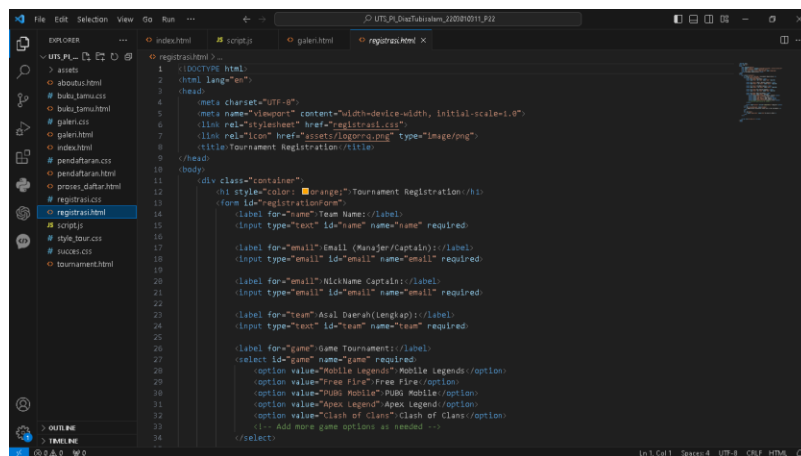 File Edit Selection View Go Run ...
UTS_PI_DiazTubissalam_2203010311_P22
EXPLORER ...
UTS_PI_...
> assets
aboutus.html
# buku_tamu.css
buku_tamu.html
# galeri.css
galeri.html
index.html
# pendaftaran.css
pendaftaran.html
proses_daftar.html
# registrasi.css
registrasi.html
JS script.js
# style_tour.css
# succes.css
tournament.html
> OUTLINE
> TIMELINE
index.html
JS script.js
galeri.html
registrasi.html ×
registrasi.html > ...
1 <!DOCTYPE html>
2 <html lang="en">
3 <head>
4 <meta charset="UTF-8">
5 <meta name="viewport" content="width=device-width, initial-scale=1.0">
6 <link rel="stylesheet" href="registrasi.css">
7 <link rel="icon" href="assets/logorrq.png" type="image/png">
8 <title>Tournament Registration</title>
9 </head>
10 <body>
11 <div class="container">
12 <h1 style="color: orange;">Tournament Registration</h1>
13 <form id="registrationForm">
14 <label for="name">Team Name:</label>
15 <input type="text" id="name" name="name" required>
16
17 <label for="email">Email (Manajer/Captain):</label>
18 <input type="email" id="email" name="email" required>
19
20 <label for="email">NickName Captain:</label>
21 <input type="email" id="email" name="email" required>
22
23 <label for="team">Asal Daerah(Lengkap):</label>
24 <input type="text" id="team" name="team" required>
25
26 <label for="game">Game Tournament:</label>
27 <select id="game" name="game" required>
28 <option value="Mobile Legends">Mobile Legends</option>
29 <option value="Free Fire">Free Fire</option>
30 <option value="PUBG Mobile">PUBG Mobile</option>
31 <option value="Apex Legend">Apex Legend</option>
32 <option value="Clash of Clans">Clash of Clans</option>
33 <!-- Add more game options as needed -->
34 </select>
0 0 0
Ln 1, Col 1 Spaces: 4 UTF-8 CRLF HTML